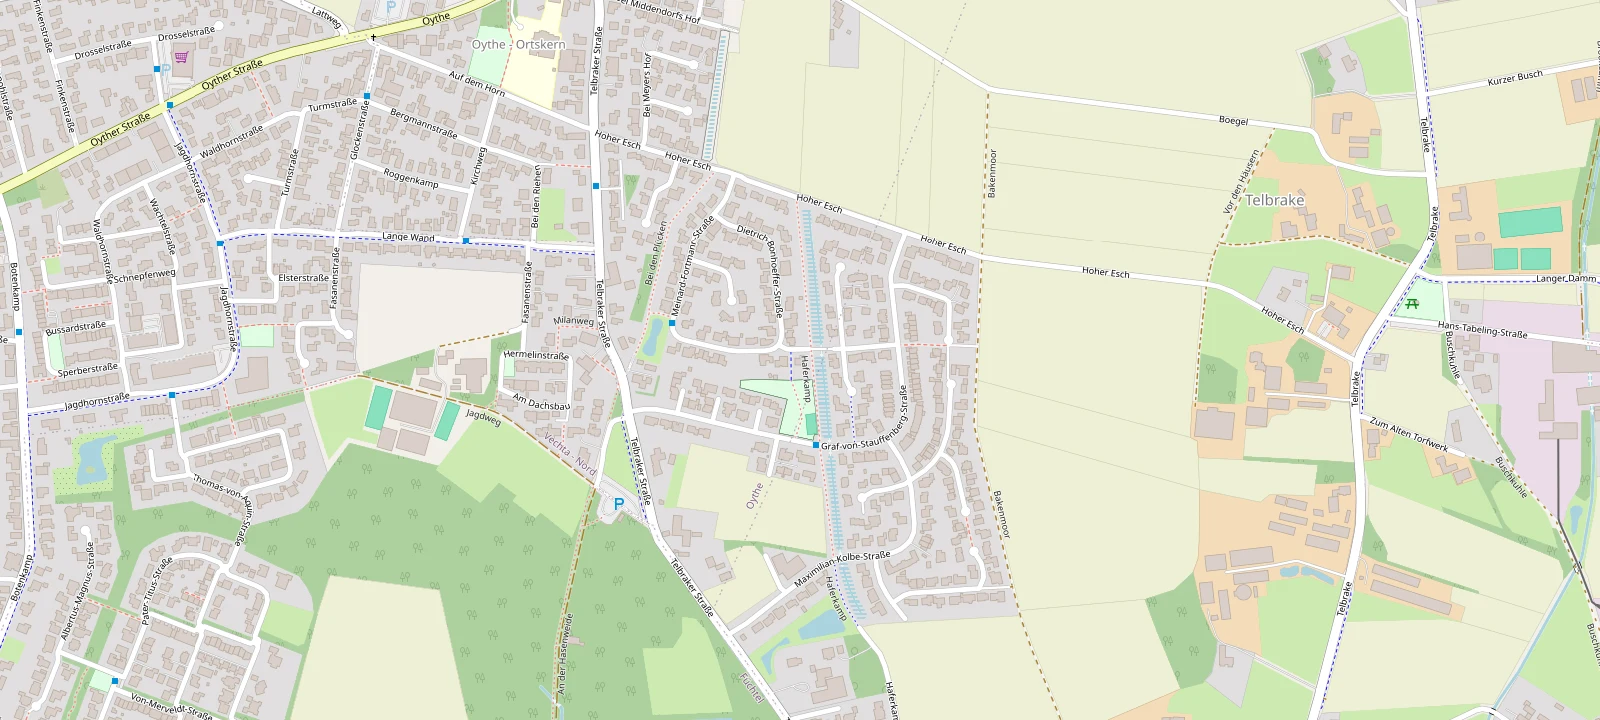 Lattweg
Oythe
Bei Middendorfs Hof
Finkenstraße
Drosselstraße
Drosselstraße
Oythe - Ortskern
Telbraker Straße
Oyther Straße
Auf dem Horn
Bei Meyers Hof
Kurzer Busch
Finkenstraße
Turmstraße
Bergmannstraße
Boegel
Telbrake
Oyther Straße
Waldhornstraße
Glockenstraße
Hoher Esch
Hoher Esch
Jagdhornstraße
Roggenkamp
Kirchweg
Turmstraße
Bei den Riehen
Bakenmoor
Vor den Häusern
Telbrake
Hoher Esch
Wachtelstraße
Waldhornstraße
Meinard-Fortmann-Straße
Dietrich-Bonhoeffer-Straße
Bei den Plicken
Telbrake
Lange Wand
Hoher Esch
Hoher Esch
Botenkamp
Schnepfenweg
Elsterstraße
Fasanenstraße
Fasanenstraße
Telbraker Straße
Langer Damm
Jagdhornstraße
Bussardstraße
Milanweg
Hoher Esch
Hans-Tabeling-Straße
Buschkuhle
Sperberstraße
Hermelinstraße
Haferkamp
Telbrake
Jagdhornstraße
Am Dachsbau
Jagdweg
Graf-von-Stauffenberg-Straße
Zum Alten Torfwerk
Vechta - Nord
Telbraker Straße
Buschkuhle
Thomas-von-Aquin-Straße
Oythe
P
Bakenmoor
Botenkamp
Albertus-Magnus-Straße
Pater-Titus-Straße
Maximilian-Kolbe-Straße
Telbraker Straße
Haferkamp
Telbrake
An der Hasenweide
Füchtel
Von-Merveldt-Straße